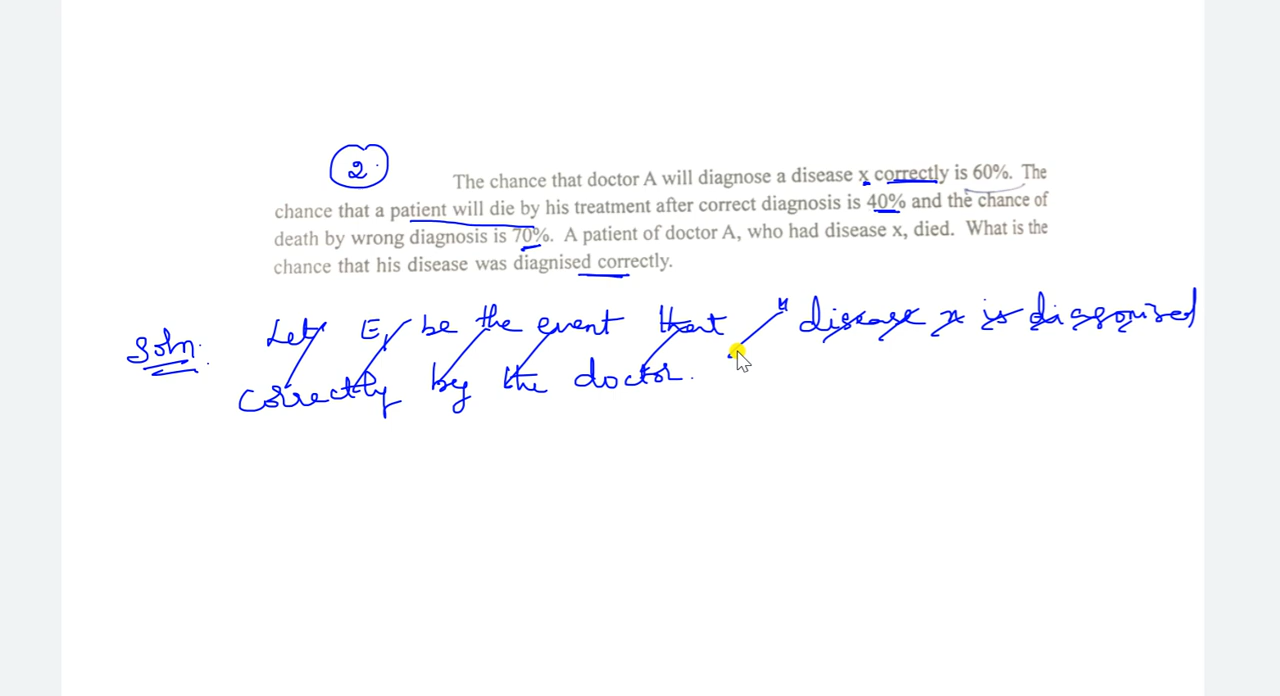 2.
The chance that doctor A will diagnose a disease x correctly is 60%. The
chance that a patient will die by his treatment after correct diagnosis is 40% and the chance of
death by wrong diagnosis is 70%. A patient of doctor A, who had disease x, died. What is the
chance that his disease was diagnised correctly.
Soln. Let E1 be the event that " disease x is diagonized
correctly by the doctor.